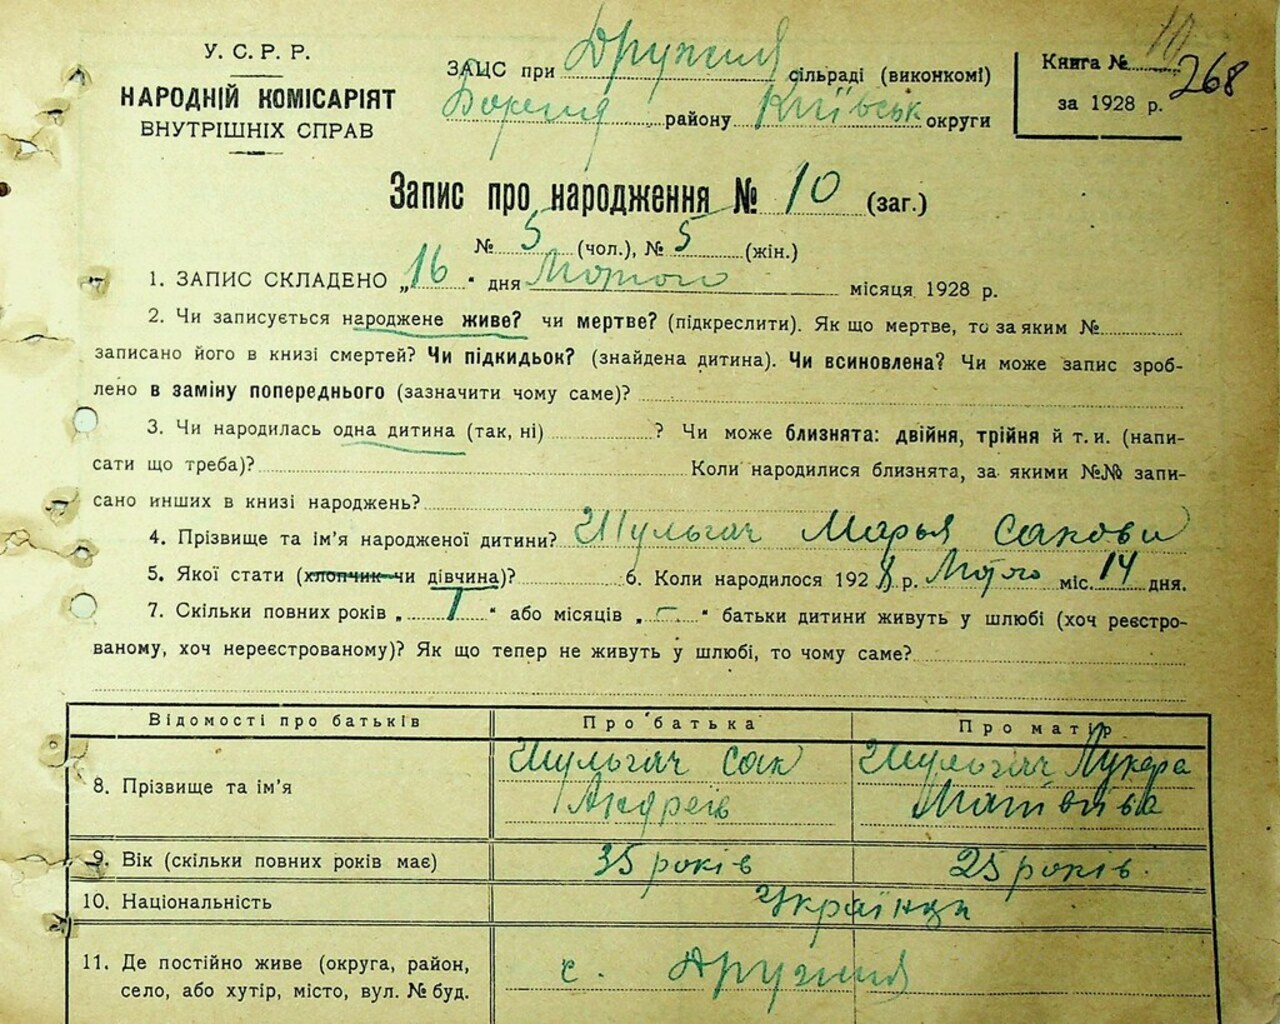 У. С. Р. Р.
НАРОДНІЙ КОМІСАРІЯТ
ВНУТРІШНІХ СПРАВ
ЗАЦС при Дружня сільраді (виконкомі)
району Київськ округи
Книга №
10
268
за 1928 р.
Запис про народження № 10 (заг.)
№ 5 (чол.), № 5 (жін.)
1. ЗАПИС СКЛАДЕНО „16“ дня Лютого місяця 1928 р.
2. Чи записується народжене живе? чи мертве? (підкреслити). Як що мертве, то за яким №
записано його в книзі смертей? Чи підкидьок? (знайдена дитина). Чи всиновлена? Чи може запис зроб-
лено в заміну попереднього (зазначити чому саме)?
3. Чи народилась одна дитина (так, ні) ? Чи може близнята: двійня, трійня й т. и. (напи-
сати що треба)? Коли народилися близнята, за якими №№ запи-
сано инших в книзі народжень?
4. Прізвище та ім'я народженої дитини? Шульгач Марья Сакови
5. Якої стати (хлопчик чи дівчина)? 6. Коли народилося 1928 р. Лютого міс. 14 дня.
7. Скільки повних років „ 1 “ або місяців „ - “ батьки дитини живуть у шлюбі (хоч реєстро-
ваному, хоч нереєстрованому)? Як що тепер не живуть у шлюбі, то чому саме?
Відомості про батьків Про батька Про матір
8. Прізвище та ім'я Шульгач Сак Андреїв Шульгач Лукера Матвіїва
9. Вік (скільки повних років має) 35 років 25 років.
10. Національність Українци
11. Де постійно живе (округа, район, с. Дружня
село, або хутір, місто, вул. № буд.